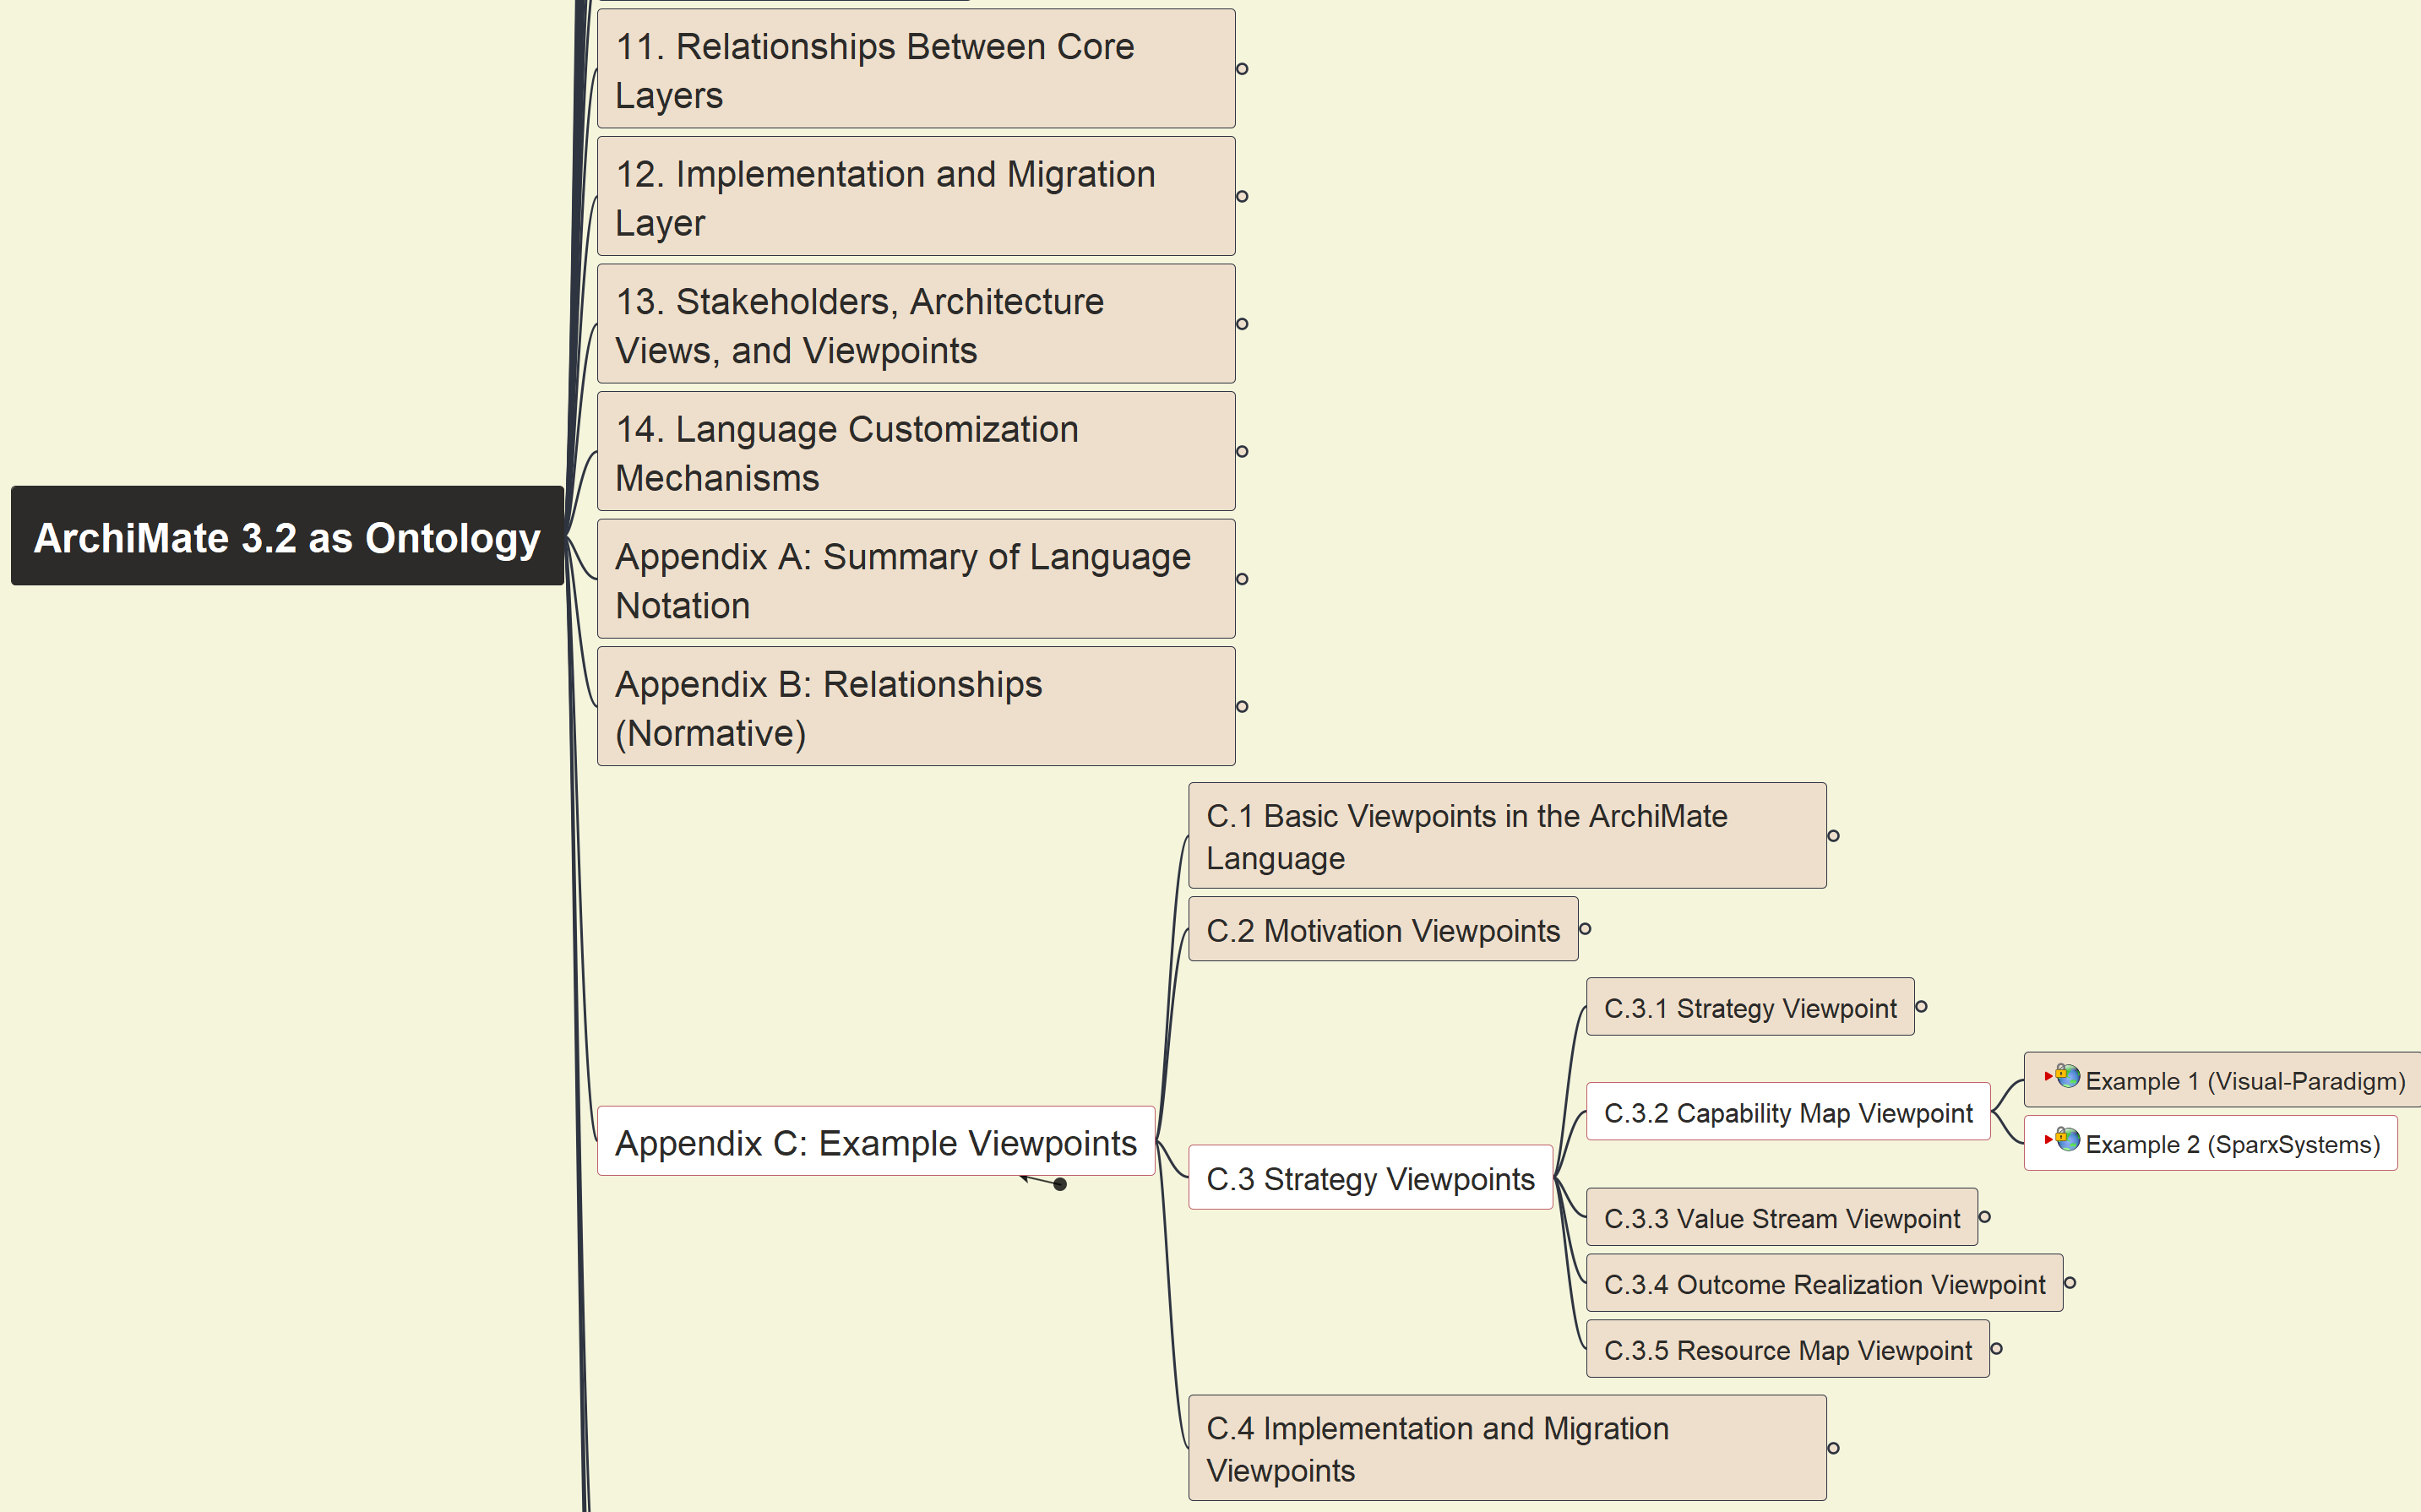 11. Relationships Between Core
Layers
12. Implementation and Migration
Layer
13. Stakeholders, Architecture
Views, and Viewpoints
14. Language Customization
Mechanisms
ArchiMate 3.2 as Ontology
Appendix A: Summary of Language
Notation
Appendix B: Relationships
(Normative)
Appendix C: Example Viewpoints
C.1 Basic Viewpoints in the ArchiMate
Language
C.2 Motivation Viewpoints
C.3 Strategy Viewpoints
C.3.1 Strategy Viewpoint
C.3.2 Capability Map Viewpoint
Example 1 (Visual-Paradigm)
Example 2 (SparxSystems)
C.3.3 Value Stream Viewpoint
C.3.4 Outcome Realization Viewpoint
C.3.5 Resource Map Viewpoint
C.4 Implementation and Migration
Viewpoints